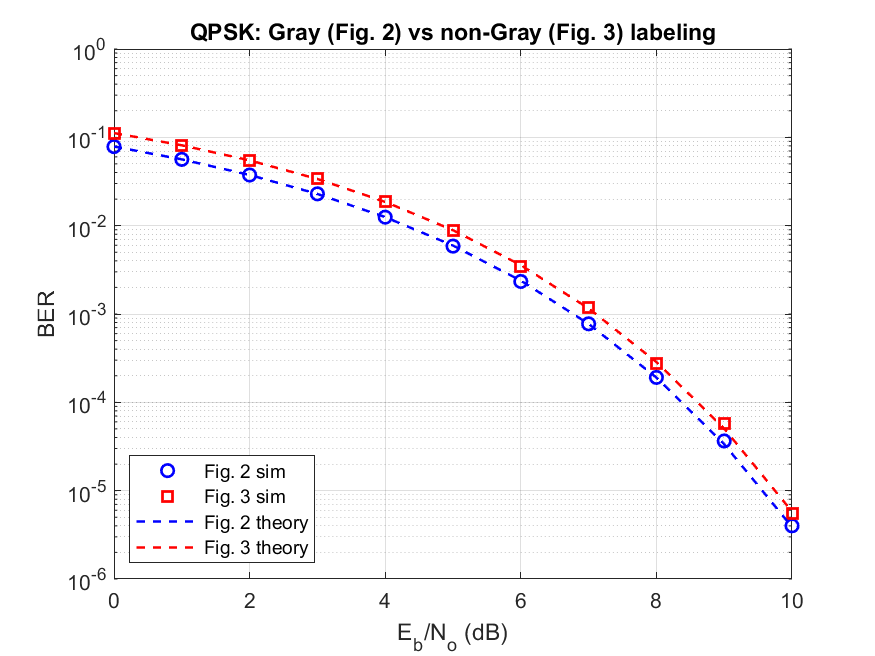 QPSK: Gray (Fig. 2) vs non-Gray (Fig. 3) labeling
10^0
10^-1
10^-2
10^-3
10^-4
10^-5
10^-6
BER
Fig. 2 sim
Fig. 3 sim
Fig. 2 theory
Fig. 3 theory
0 2 4 6 8 10
E_b/N_o (dB)